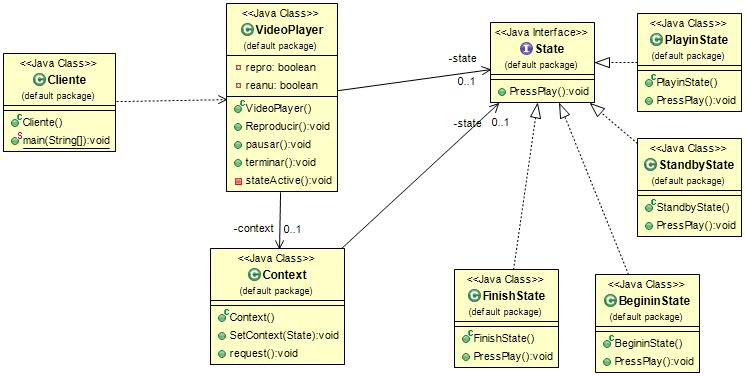 <<Java Class>>
Cliente
(default package)
Cliente()
main(String[]):void
<<Java Class>>
VideoPlayer
(default package)
repro: boolean
reanu: boolean
VideoPlayer()
Reproducir():void
pausar():void
terminar():void
stateActive():void
-state
0..1
-state
0..1
-context
0..1
<<Java Interface>>
State
(default package)
PressPlay():void
<<Java Class>>
PlayinState
(default package)
PlayinState()
PressPlay():void
<<Java Class>>
StandbyState
(default package)
StandbyState()
PressPlay():void
<<Java Class>>
Context
(default package)
Context()
SetContext(State):void
request():void
<<Java Class>>
FinishState
(default package)
FinishState()
PressPlay():void
<<Java Class>>
BegininState
(default package)
BegininState()
PressPlay():void